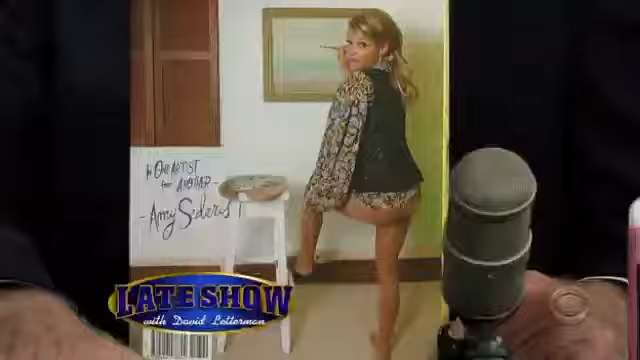 from ONE ARTIST
to ANOTHER -
- Amy Sedaris
LATE SHOW
with David Letterman